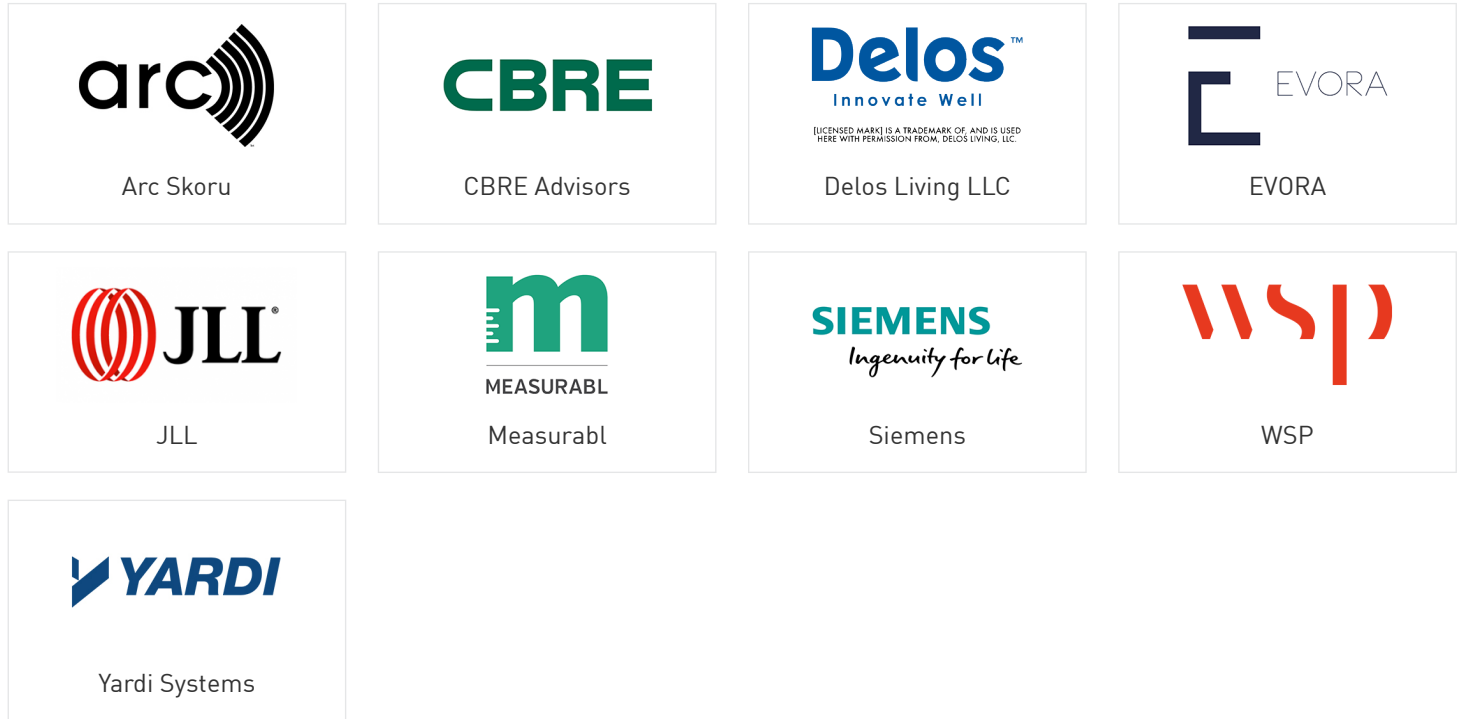 arc
™
CBRE
Delos™
Innovate Well
[LICENSED MARK] IS A TRADEMARK OF, AND IS USED
HERE WITH PERMISSION FROM, DELOS LIVING, LLC.
EVORA
Arc Skoru
CBRE Advisors
Delos Living LLC
EVORA
JLL®
m
MEASURABL
SIEMENS
Ingenuity for life
wsp
JLL
Measurabl
Siemens
WSP
YARDI
Yardi Systems